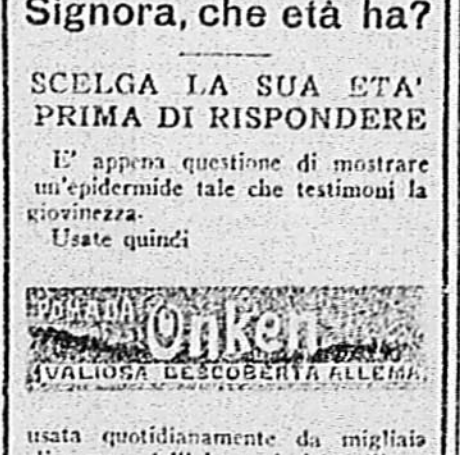 Signora, che età ha?
SCELGA LA SUA ETA'
PRIMA DI RISPONDERE
E' appena questione di mostrare
un'epidermide tale che testimoni la
giovinezza.
Usate quindi
POMADA Onken
VALIOSA DESCOBERTA ALLEMA
usata quotidianamente da migliaia